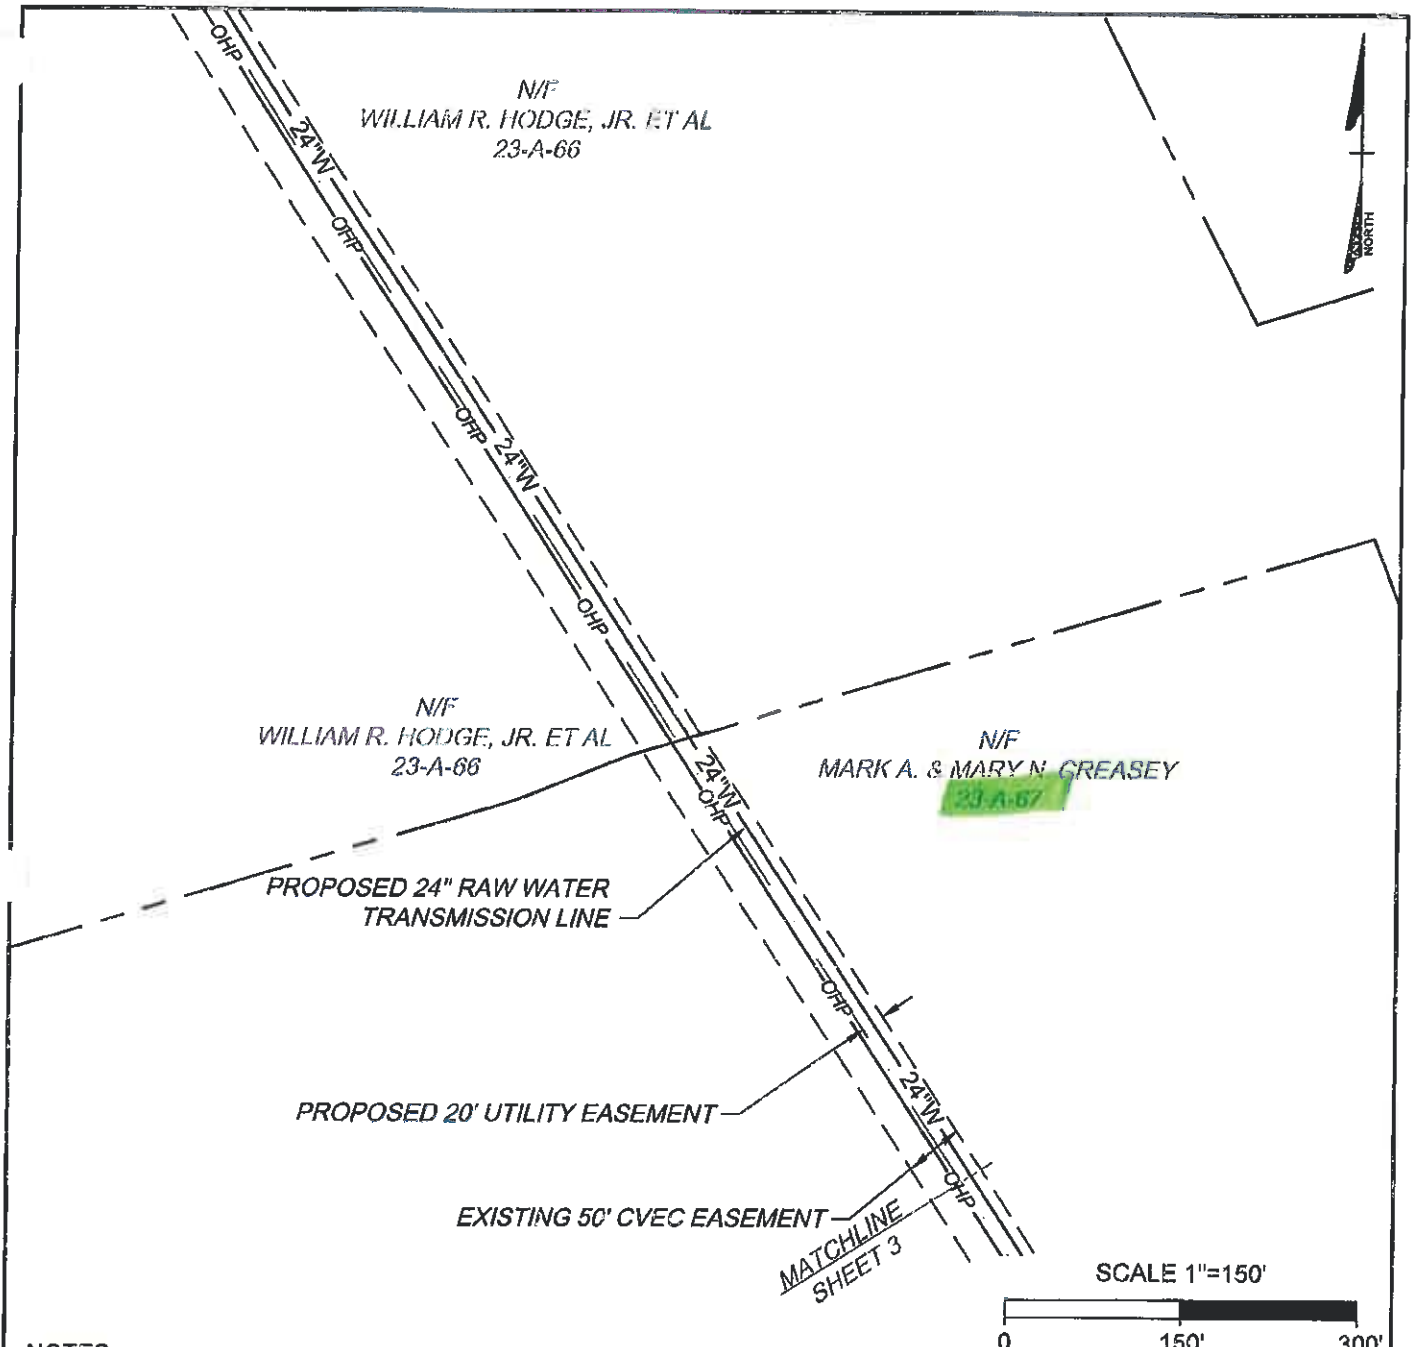 OHP
N/F
WILLIAM R. HODGE, JR. ET AL
23-A-66
24"W
NORTH
OHP
OHP
24"W
OHP
N/F
WILLIAM R. HODGE, JR. ET AL
23-A-66
N/F
MARK A. & MARY N. GREASEY
23-A-67
24"W
OHP
PROPOSED 24" RAW WATER
TRANSMISSION LINE
OHP
24"W
PROPOSED 20' UTILITY EASEMENT
OHP
EXISTING 50' CVEC EASEMENT
MATCHLINE
SHEET 3
SCALE 1"=150'
0 150' 300'
NOTES